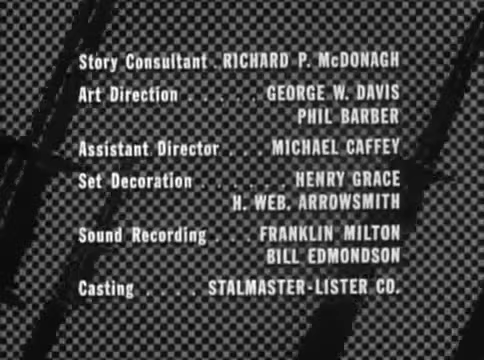 Story Consultant . RICHARD P. McDONAGH
Art Direction . . . . . GEORGE W. DAVIS
PHIL BARBER
Assistant Director . . . MICHAEL CAFFEY
Set Decoration . . . . . . HENRY GRACE
H. WEB. ARROWSMITH
Sound Recording . . . FRANKLIN MILTON
BILL EDMONDSON
Casting . . . . STALMASTER-LISTER CO.